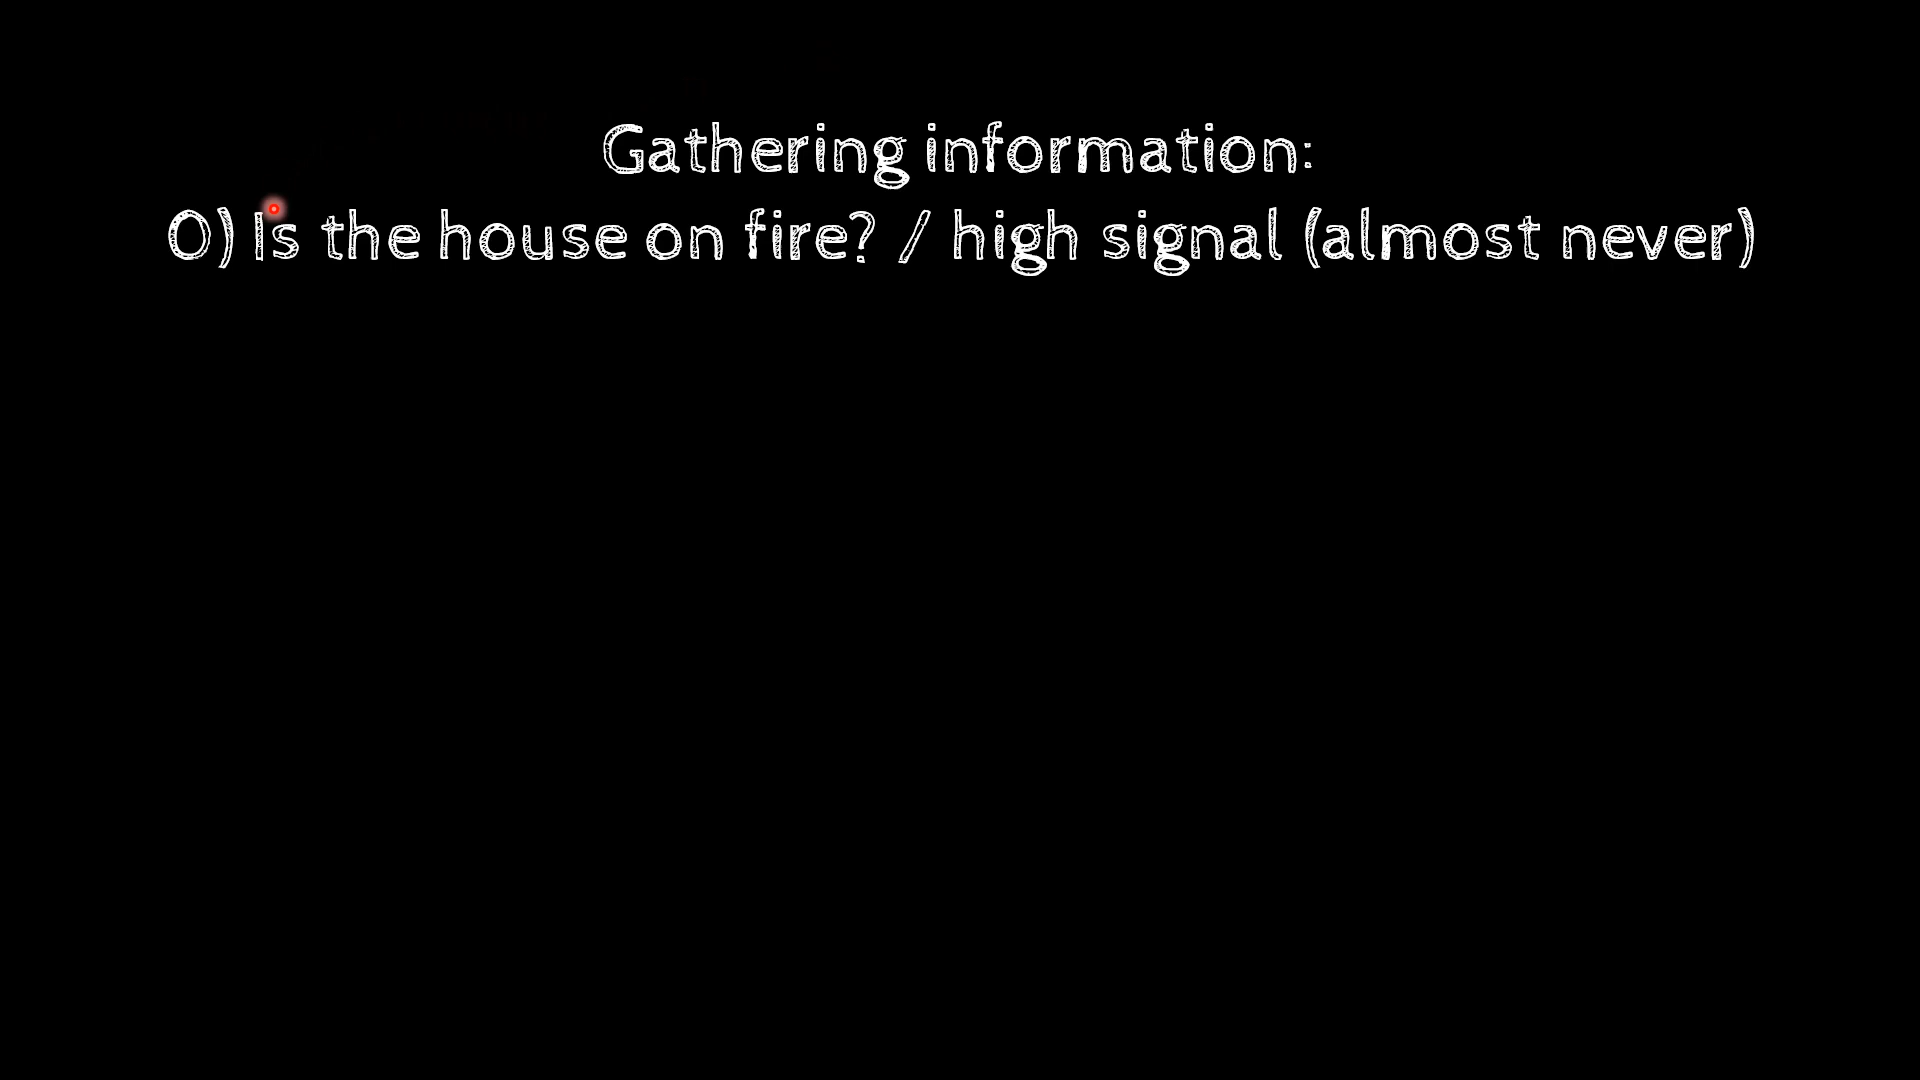 Gathering information:
0) Is the house on fire? / high signal (almost never)